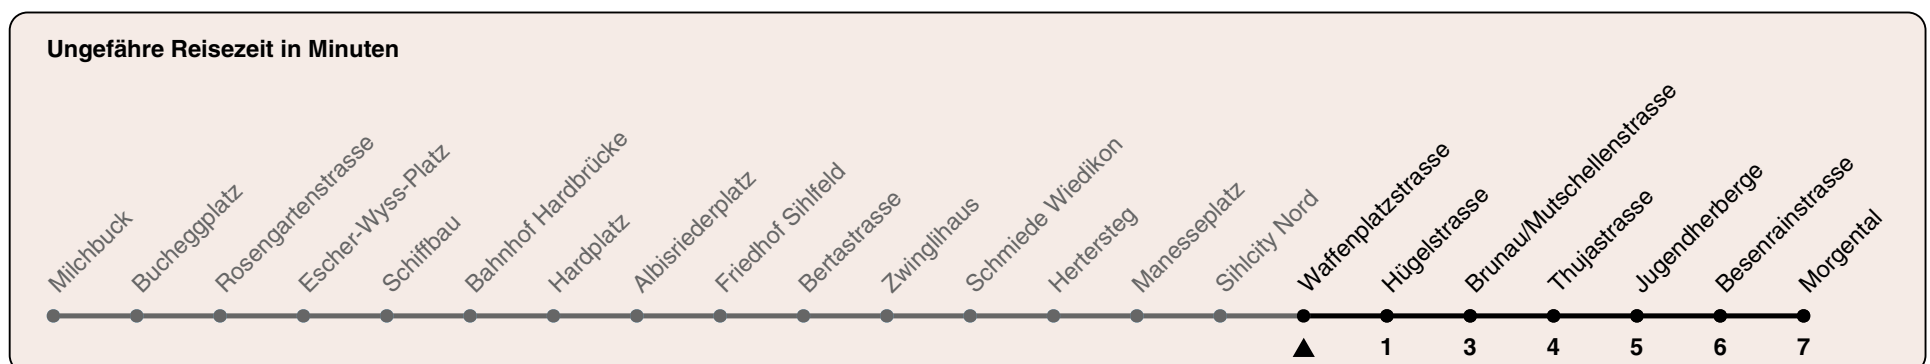 Ungefähre Reisezeit in Minuten
Milchbuck
Bucheggplatz
Rosengartenstrasse
Escher-Wyss-Platz
Schiffbau
Bahnhof Hardbrücke
Hardplatz
Albisriederplatz
Friedhof Sihlfeld
Bertastrasse
Zwinglihaus
Schmiede Wiedikon
Hertersteg
Manesseplatz
Sihlcity Nord
Waffenplatzstrasse
Hügelstrasse
Brunau/Mutschellenstrasse
Thujastrasse
Jugendherberge
Besenrainstrasse
Morgental
1 3 4 5 6 7